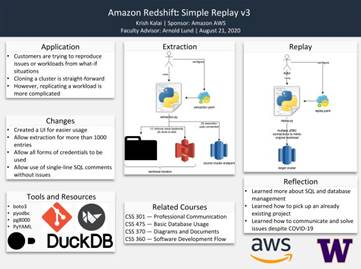 Amazon Redshift: Simple Replay v3
Krish Kalai | Sponsor: Amazon AWS
Faculty Advisor: Arnold Lund | August 21, 2020
Application
• Customers are trying to reproduce
issues or workloads from what-if
situations
• Cloning a cluster is straight-forward
• However, replicating a workload is
more complicated
Changes
• Created a UI for easier usage
• Allow extraction for more than 1000
entries
• Allow all forms of credentials to be
used
• Allow use of single-line SQL comments
without issues
Tools and Resources
• boto3
• pyodbc
• pg8000
• PyYAML
DuckDB
Extraction
extraction.yaml
Related Courses
CSS 301 — Professional Communication
CSS 475 — Basic Database Usage
CSS 370 — Diagrams and Documents
CSS 360 — Software Development Flow
Replay
replay.yaml
Reflection
• Learned more about SQL and database
management
• Learned how to pick up an already
existing project
• Learned how to communicate and solve
issues despite COVID-19
aws
W